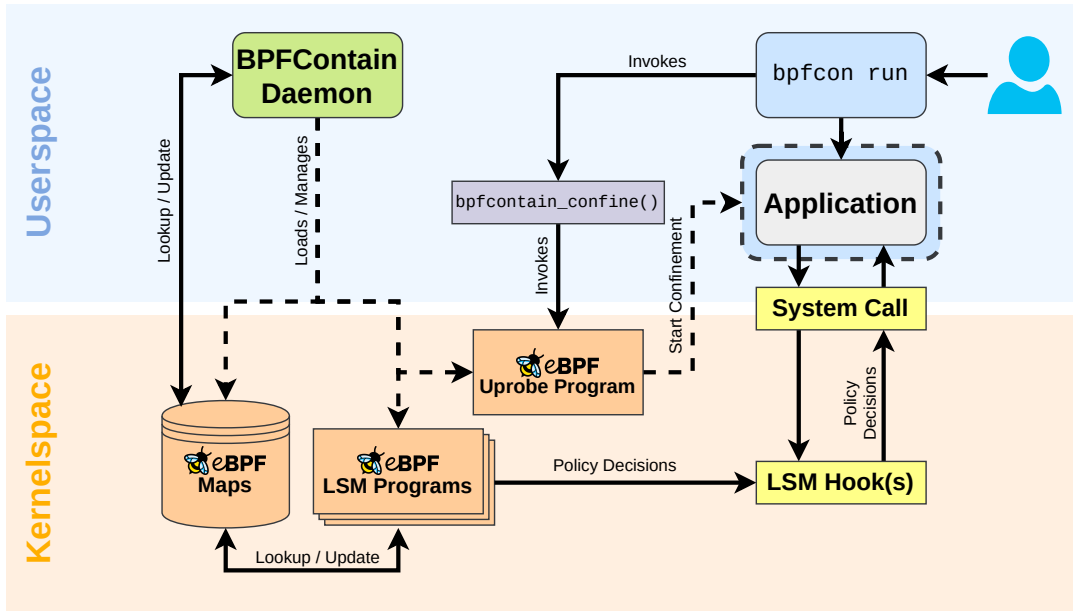 Userspace
BPFContain
Daemon
Invokes
bpfcon run
Lookup / Update
Loads / Manages
bpfcontain_confine()
Application
Invokes
Start Confinement
System Call
Kernelspace
eBPF
Uprobe Program
Policy
Decisions
eBPF
Maps
eBPF
LSM Programs
Policy Decisions
LSM Hook(s)
Lookup / Update